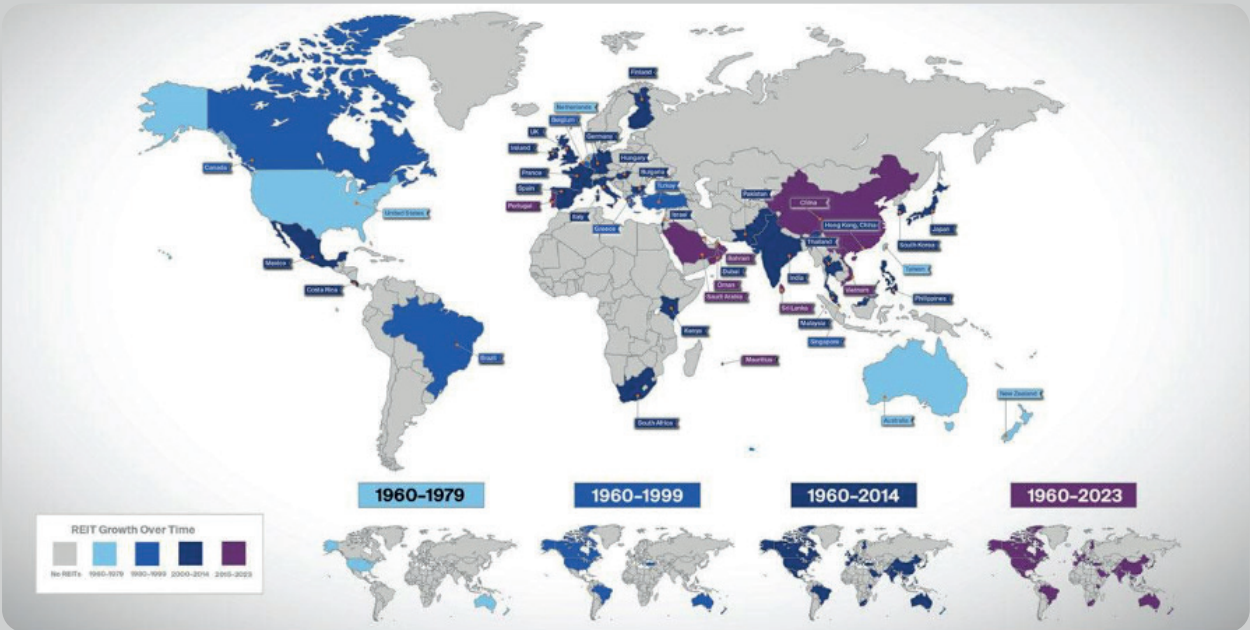 Finland
Netherlands
Belgium
UK
Germany
Ireland
Hungary
Canada
France
Bulgaria
Spain
Turkey
Pakistan
Portugal
China
United States
Italy
Israel
Greece
Hong Kong, China
Japan
Thailand
South Korea
Mexico
Bahrain
Taiwan
Dubai
India
Costa Rica
Oman
Vietnam
Saudi Arabia
Philippines
Sri Lanka
Malaysia
Kenya
Singapore
Brazil
Mauritius
New Zealand
Australia
South Africa
1960-1979
1960-1999
1960-2014
1960-2023
REIT Growth Over Time
No REITs
1960-1979
1990-1999
2000-2014
2015-2023